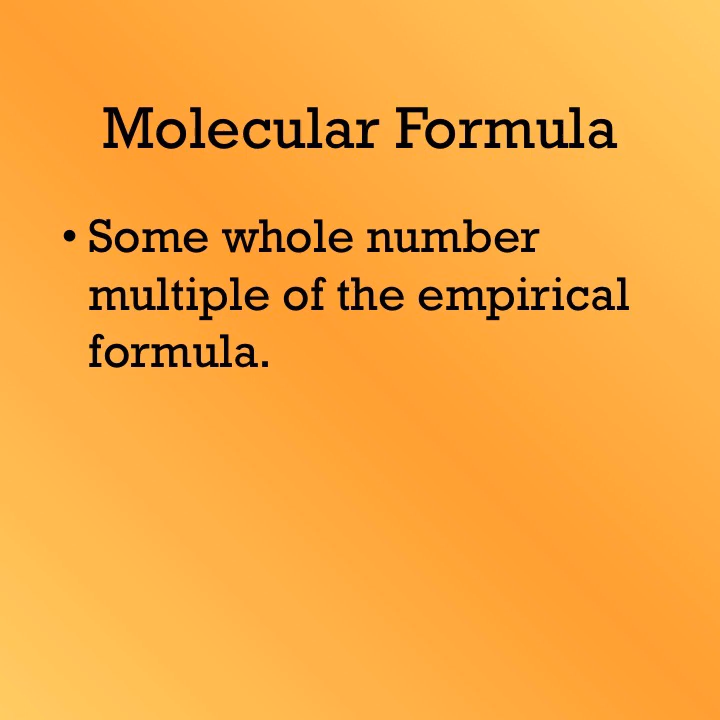 Molecular Formula
• Some whole number
multiple of the empirical
formula.